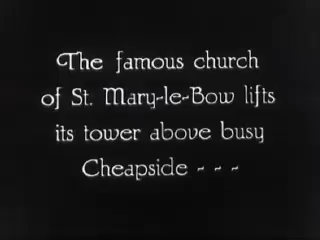 The famous church
of St. Mary-le-Bow lifts
its tower above busy
Cheapside - - -